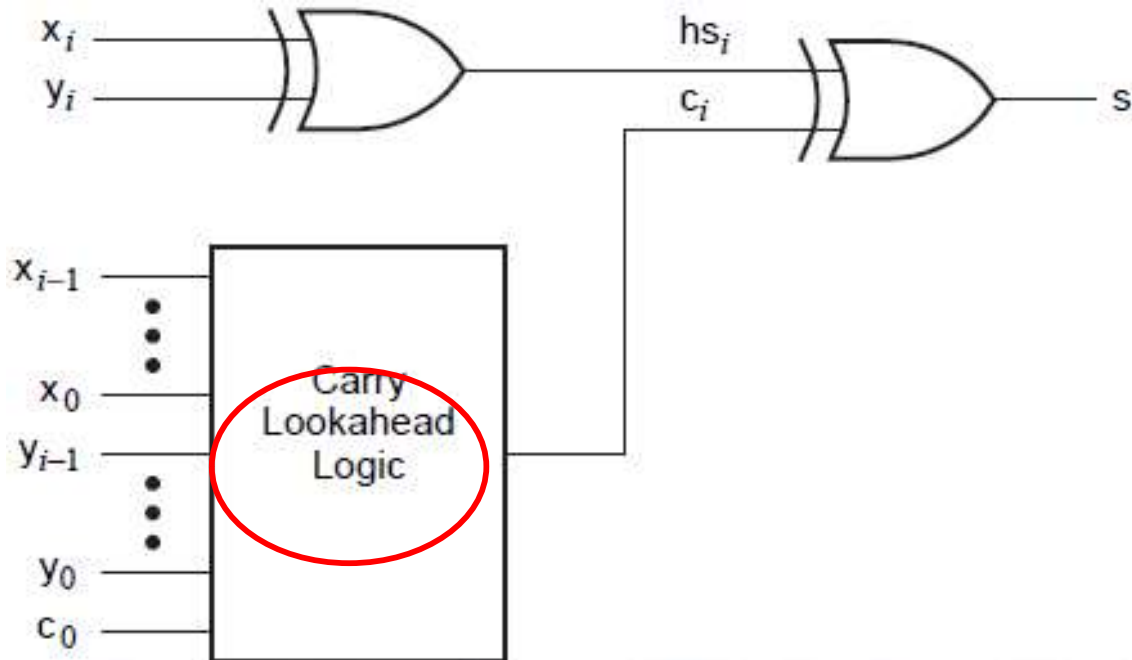 xᵢ
yᵢ
hsᵢ
cᵢ
s
xᵢ₋₁
x₀
yᵢ₋₁
y₀
c₀
Carry
Lookahead
Logic